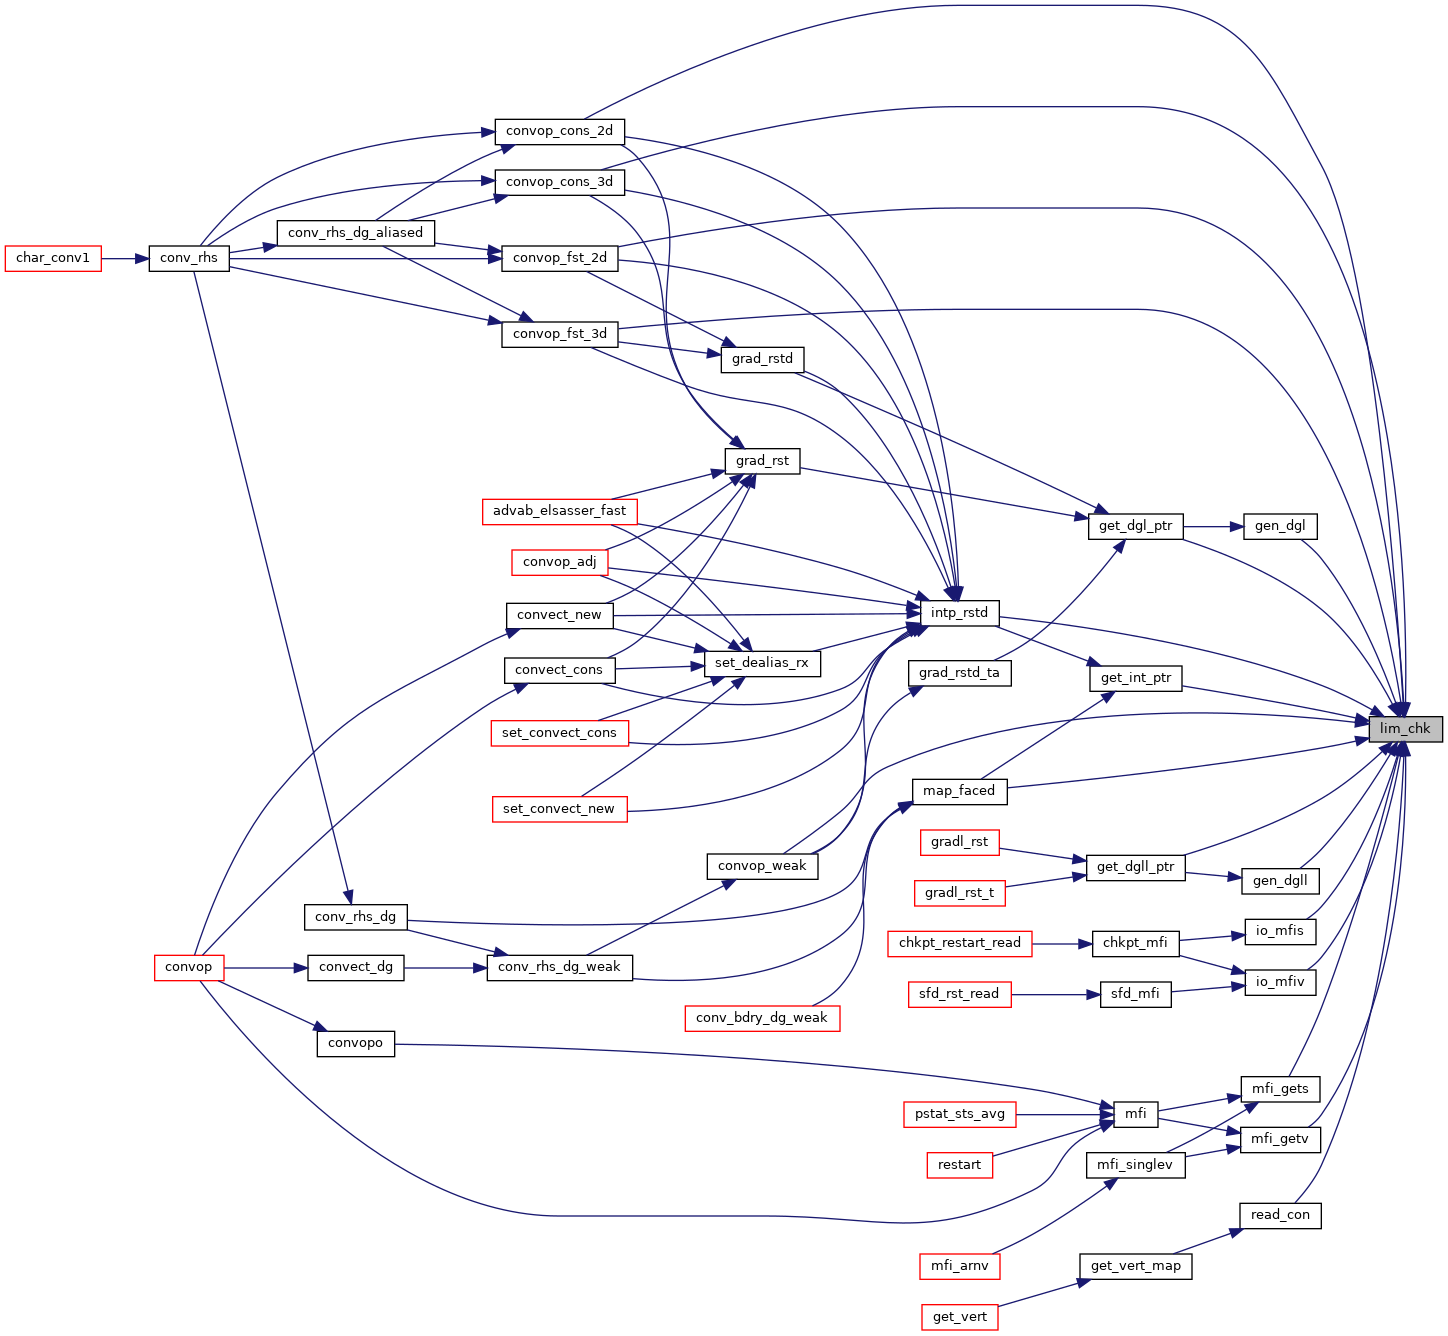 convop_cons_2d
convop_cons_3d
conv_rhs_dg_aliased
char_conv1
conv_rhs
convop_fst_2d
convop_fst_3d
grad_rstd
grad_rst
advab_elsasser_fast
get_dgl_ptr
gen_dgl
convop_adj
convect_new
intp_rstd
set_dealias_rx
convect_cons
grad_rstd_ta
get_int_ptr
set_convect_cons
lim_chk
map_faced
set_convect_new
gradl_rst
convop_weak
get_dgll_ptr
gen_dgll
gradl_rst_t
conv_rhs_dg
io_mfis
chkpt_restart_read
chkpt_mfi
convop
convect_dg
conv_rhs_dg_weak
io_mfiv
sfd_rst_read
sfd_mfi
conv_bdry_dg_weak
convopo
mfi_gets
pstat_sts_avg
mfi
mfi_getv
restart
mfi_singlev
read_con
mfi_arnv
get_vert_map
get_vert